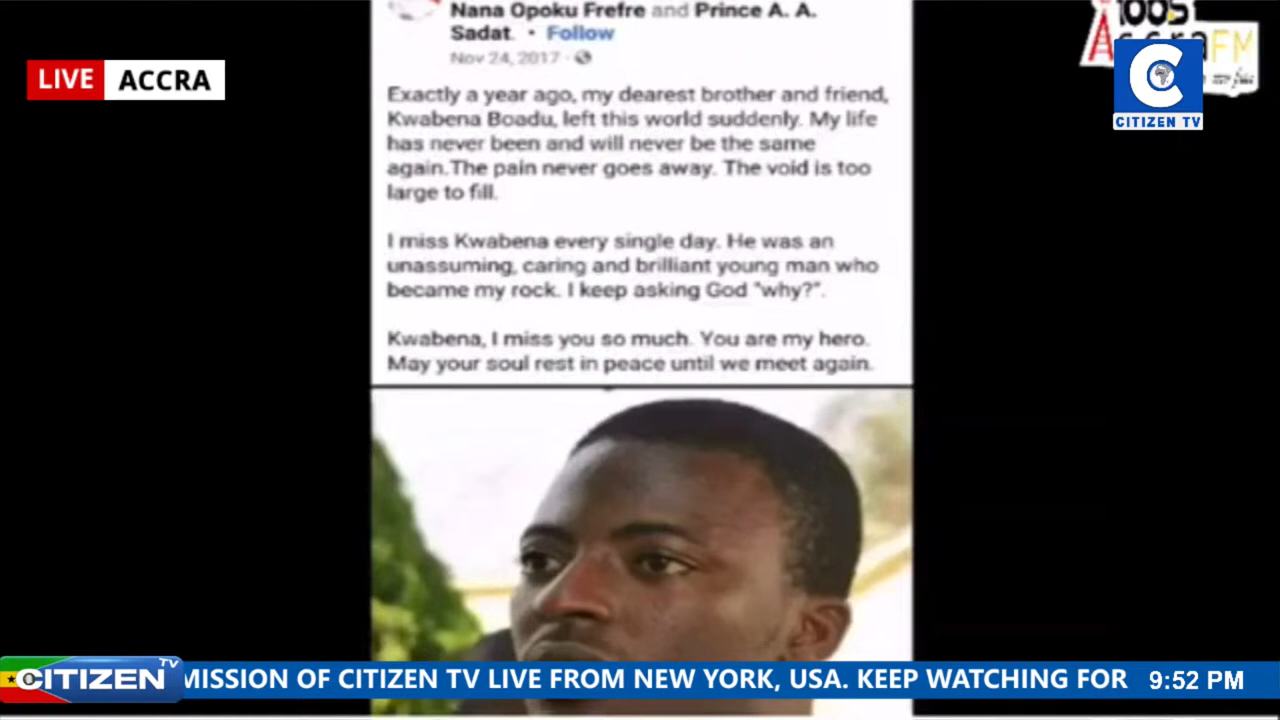 Nana Opoku Frefre and Prince A. A.
Sadat. · Follow
Nov 24, 2017 ·
LIVE ACCRA
100.5
Accra FM
C
CITIZEN TV
Exactly a year ago, my dearest brother and friend,
Kwabena Boadu, left this world suddenly. My life
has never been and will never be the same
again.The pain never goes away. The void is too
large to fill.
I miss Kwabena every single day. He was an
unassuming, caring and brilliant young man who
became my rock. I keep asking God "why?".
Kwabena, I miss you so much. You are my hero.
May your soul rest in peace until we meet again.
CITIZEN TV
MISSION OF CITIZEN TV LIVE FROM NEW YORK, USA. KEEP WATCHING FOR
9:52 PM